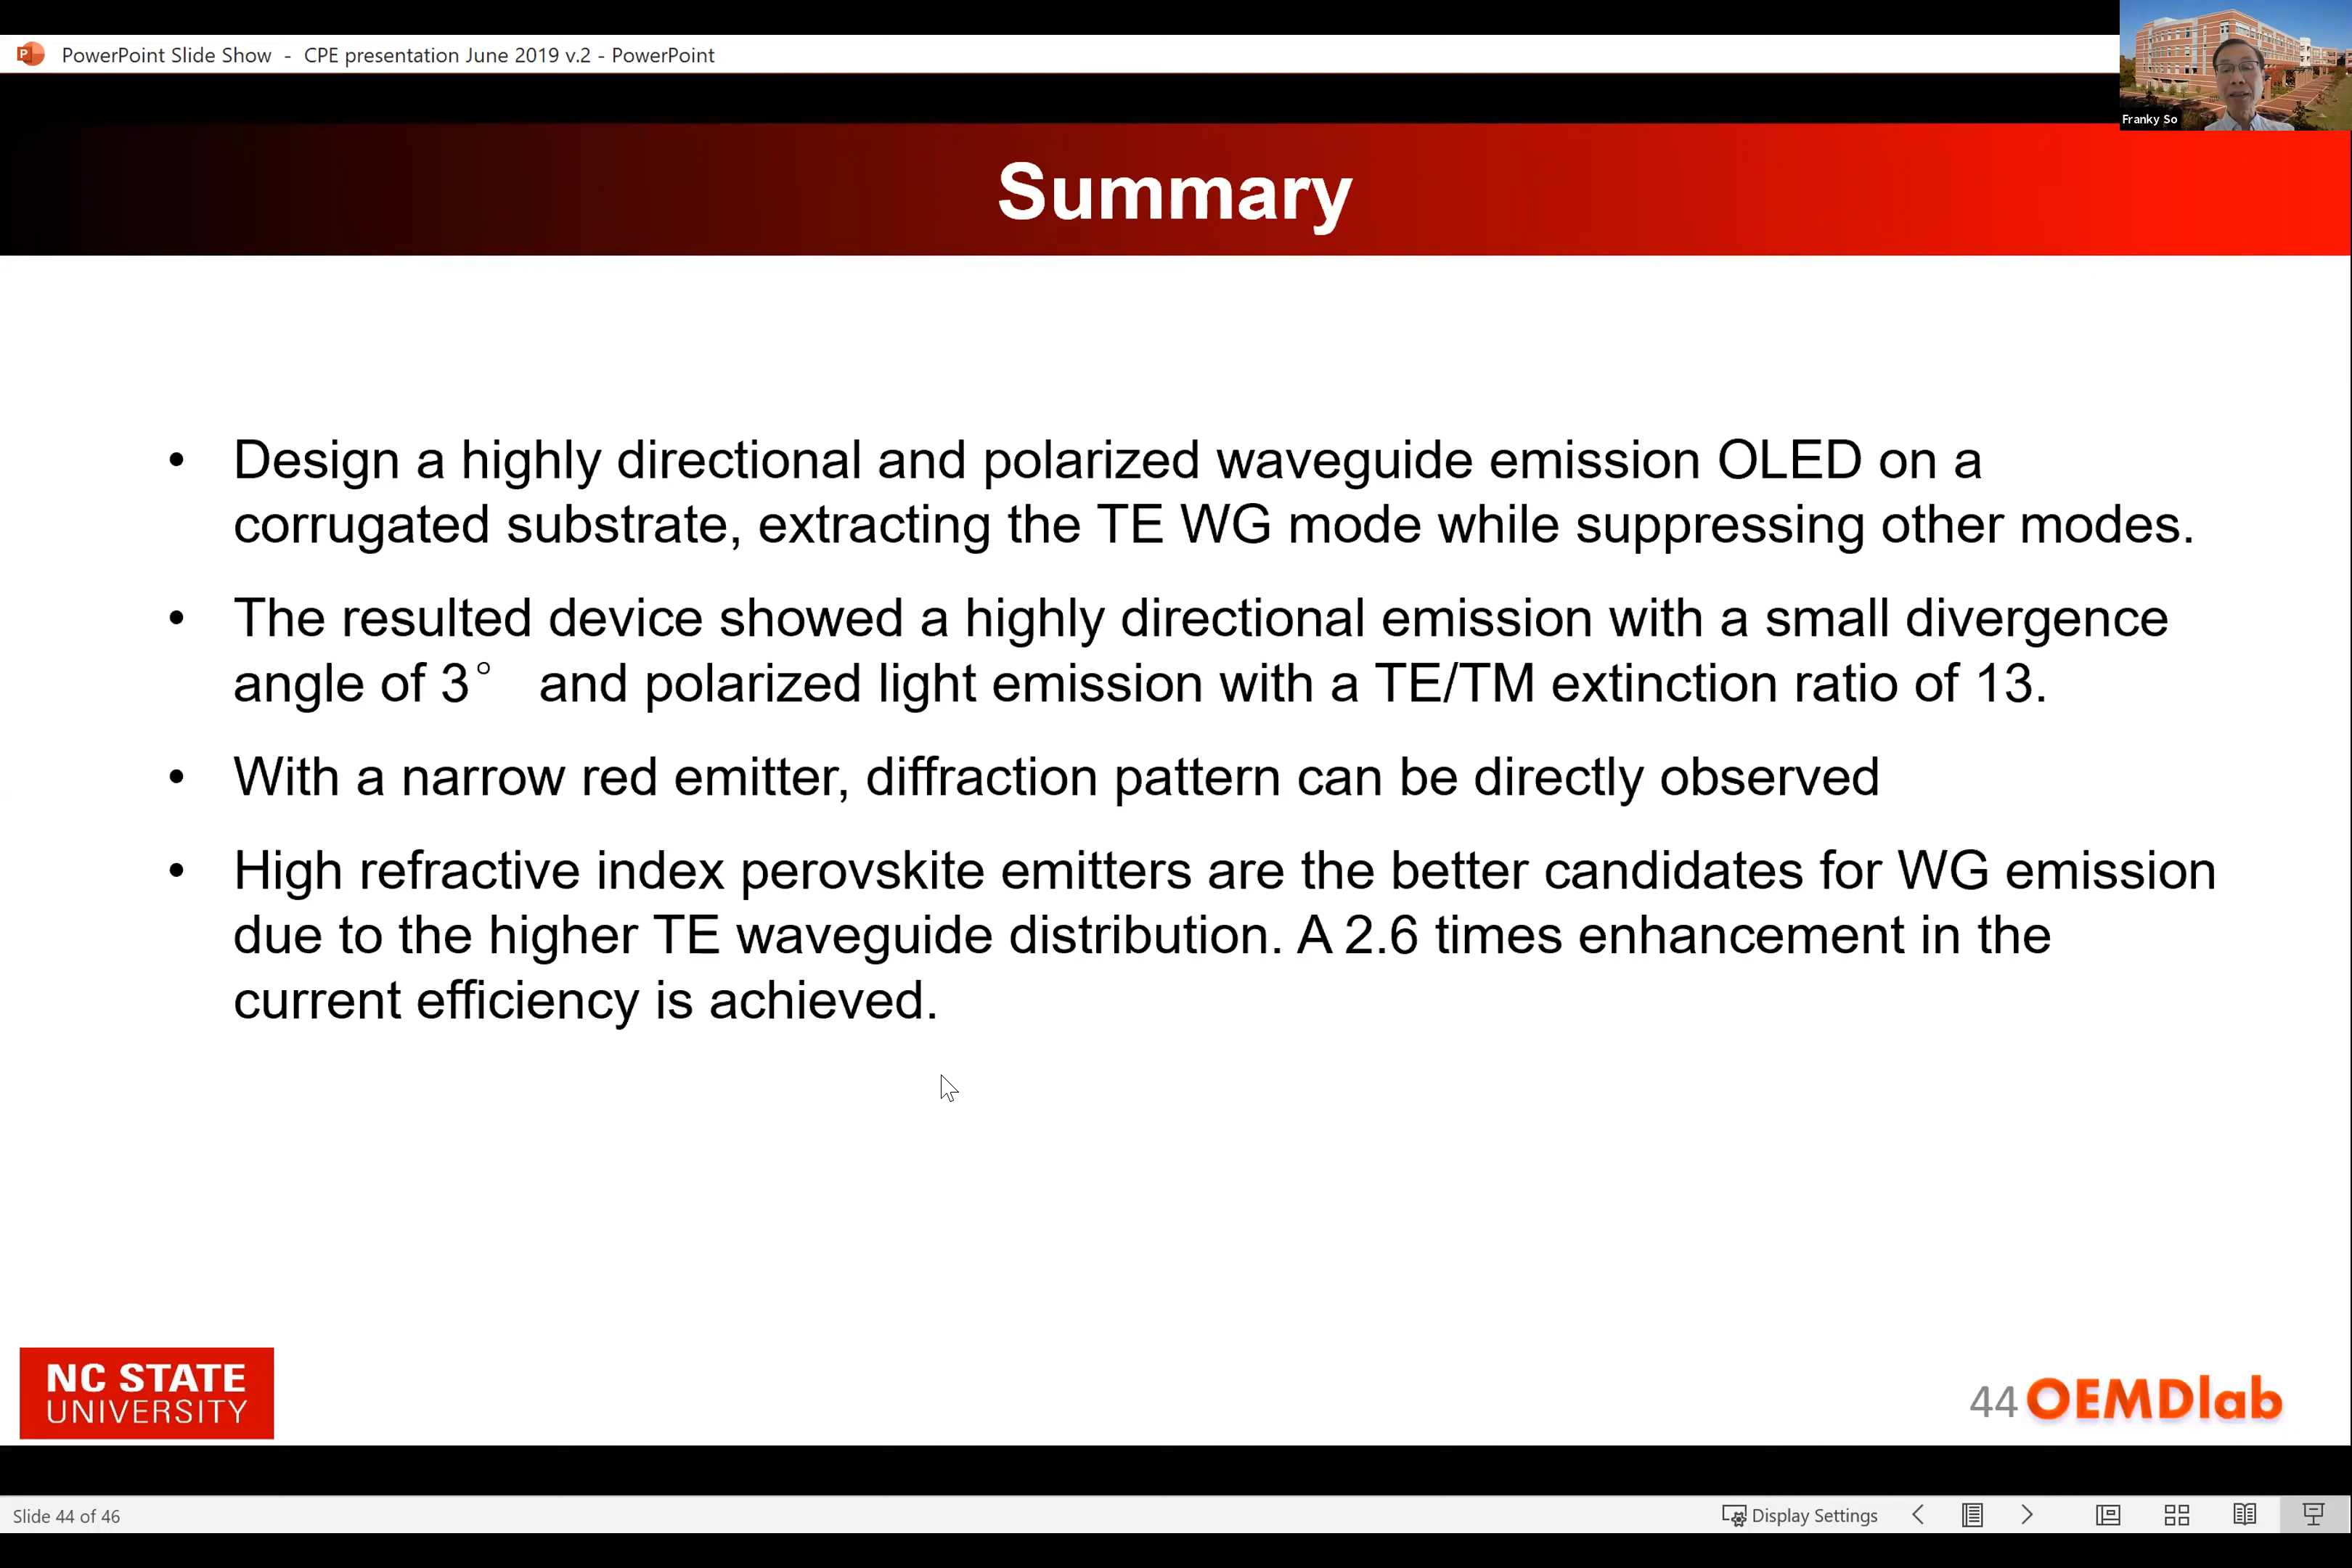 PowerPoint Slide Show - CPE presentation June 2019 v.2 - PowerPoint
Franky So
Summary
• Design a highly directional and polarized waveguide emission OLED on a
corrugated substrate, extracting the TE WG mode while suppressing other modes.
• The resulted device showed a highly directional emission with a small divergence
angle of 3° and polarized light emission with a TE/TM extinction ratio of 13.
• With a narrow red emitter, diffraction pattern can be directly observed
• High refractive index perovskite emitters are the better candidates for WG emission
due to the higher TE waveguide distribution. A 2.6 times enhancement in the
current efficiency is achieved.
NC STATE
UNIVERSITY
44 OEMDlab
Slide 44 of 46
Display Settings